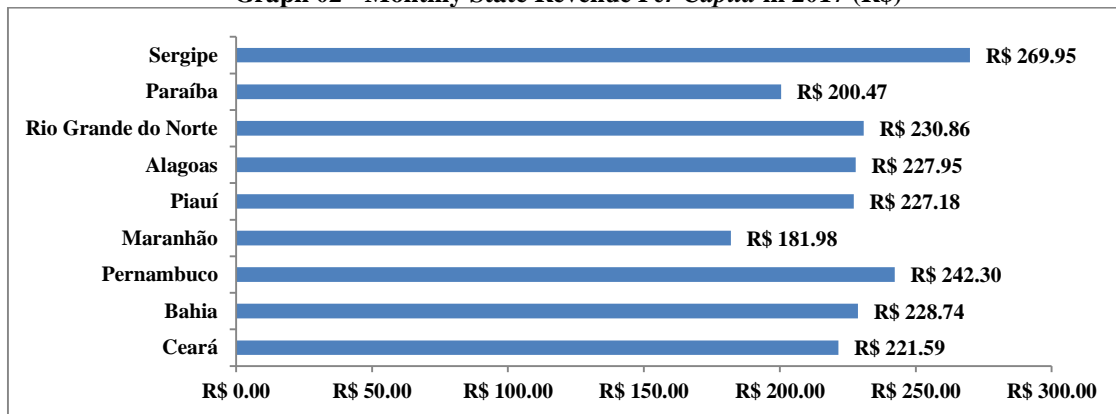 Graph 02 - Monthly State Revenue Per Capita in 2017 (R$)
Sergipe R$ 269.95
Paraíba R$ 200.47
Rio Grande do Norte R$ 230.86
Alagoas R$ 227.95
Piauí R$ 227.18
Maranhão R$ 181.98
Pernambuco R$ 242.30
Bahia R$ 228.74
Ceará R$ 221.59
R$ 0.00 R$ 50.00 R$ 100.00 R$ 150.00 R$ 200.00 R$ 250.00 R$ 300.00